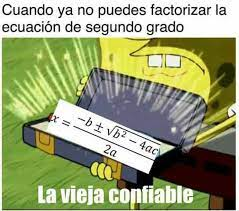 Cuando ya no puedes factorizar la
ecuación de segundo grado
x = -b ± √b² - 4ac
2a
La vieja confiable